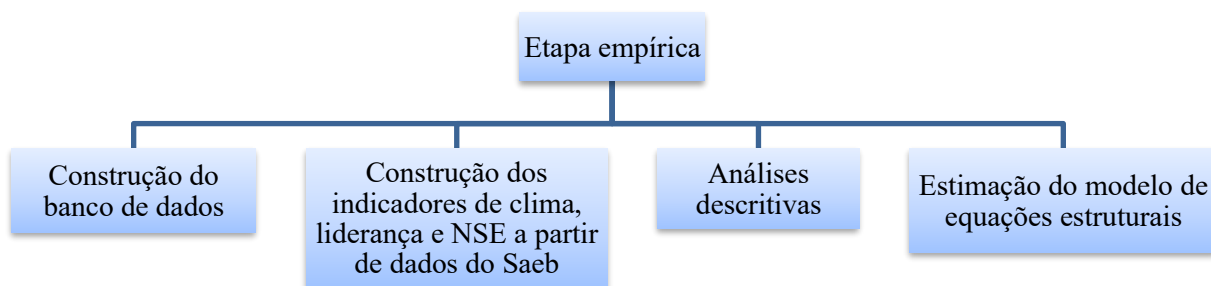 Etapa empírica
Construção do
banco de dados
Construção dos
indicadores de clima,
liderança e NSE a partir
de dados do Saeb
Análises
descritivas
Estimação do modelo de
equações estruturais